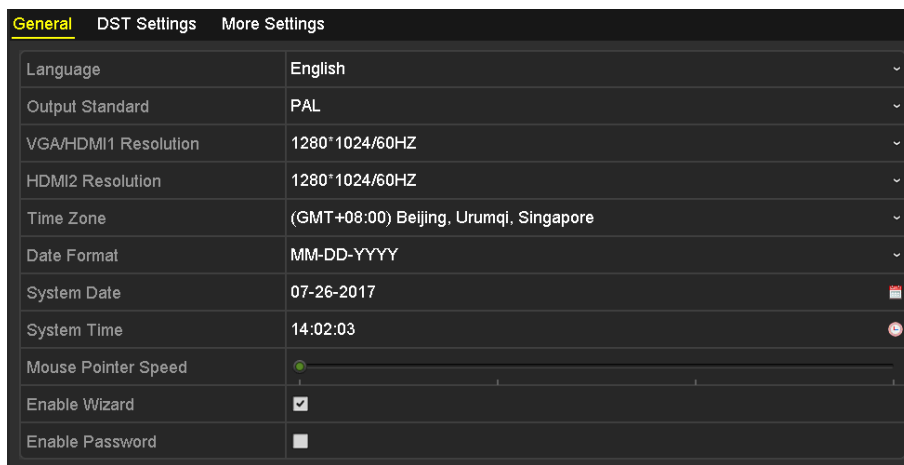 General DST Settings More Settings
Language English
Output Standard PAL
VGA/HDMI1 Resolution 1280*1024/60HZ
HDMI2 Resolution 1280*1024/60HZ
Time Zone (GMT+08:00) Beijing, Urumqi, Singapore
Date Format MM-DD-YYYY
System Date 07-26-2017
System Time 14:02:03
Mouse Pointer Speed
Enable Wizard
Enable Password